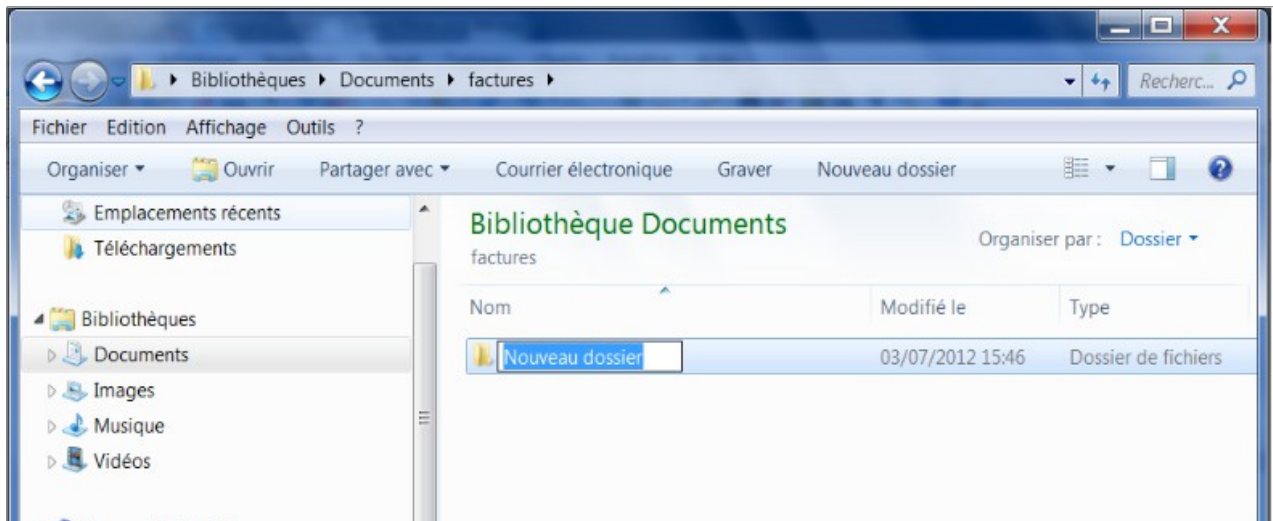 Bibliothèques Documents factures Recherc...
Fichier Edition Affichage Outils ?
Organiser Ouvrir Partager avec Courrier électronique Graver Nouveau dossier
Emplacements récents
Téléchargements
Bibliothèques
Documents
Images
Musique
Vidéos
Bibliothèque Documents
factures
Organiser par : Dossier
Nom Modifié le Type
Nouveau dossier 03/07/2012 15:46 Dossier de fichiers